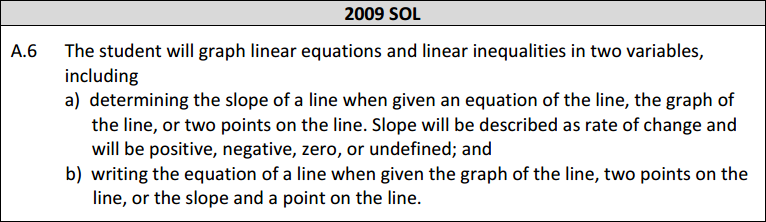 2009 SOL
A.6 The student will graph linear equations and linear inequalities in two variables,
including
a) determining the slope of a line when given an equation of the line, the graph of
the line, or two points on the line. Slope will be described as rate of change and
will be positive, negative, zero, or undefined; and
b) writing the equation of a line when given the graph of the line, two points on the
line, or the slope and a point on the line.